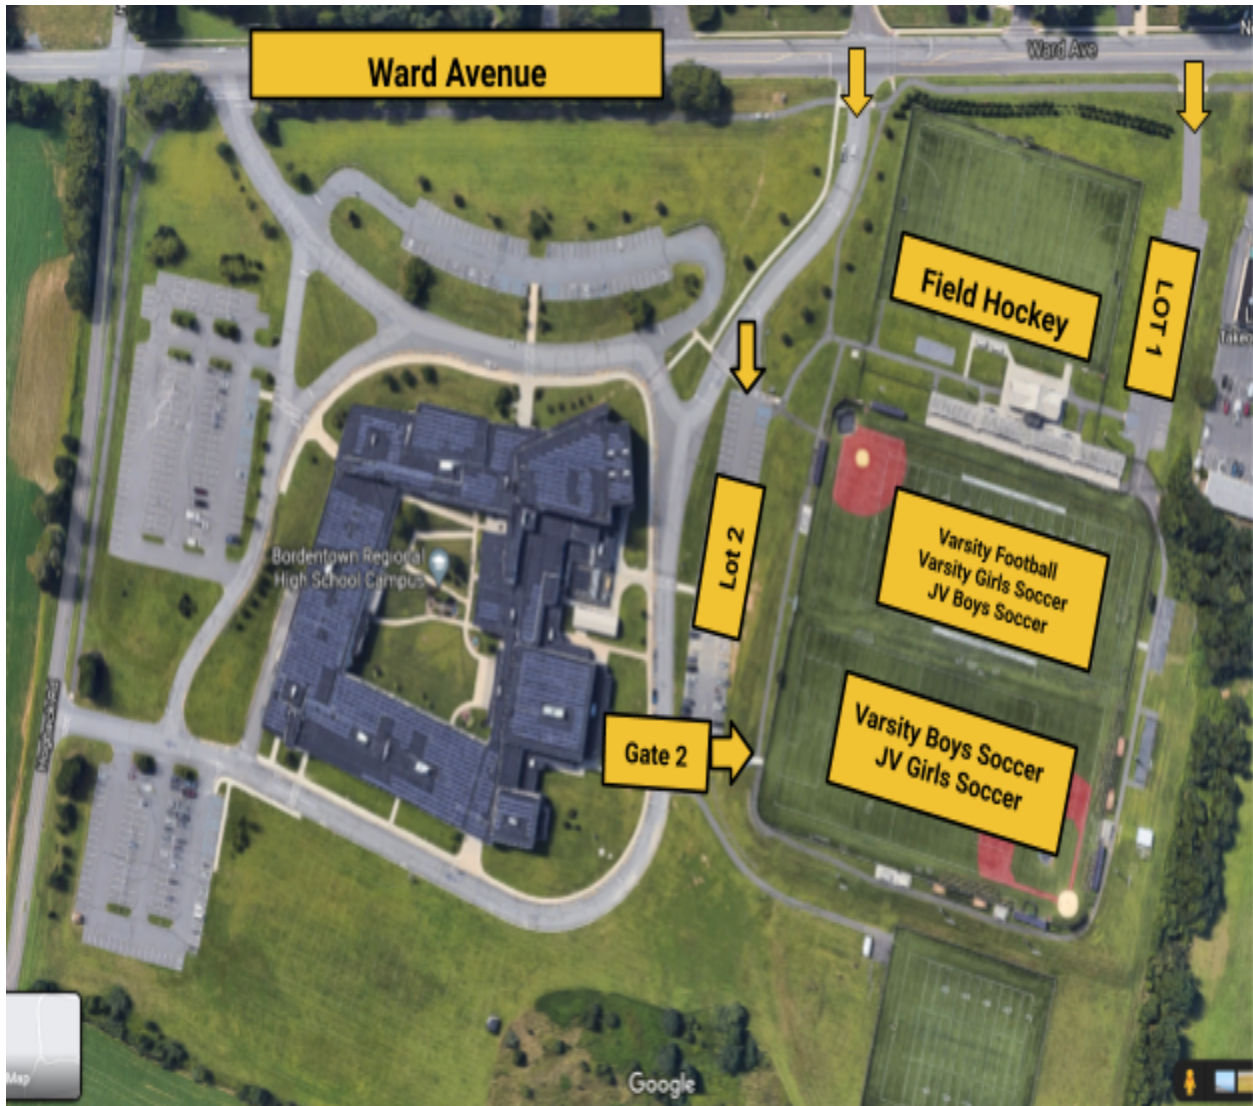 Ward Avenue
Ward Ave
Field Hockey
LOT 1
Bordentown Regional
High School Campus
Lot 2
Varsity Football
Varsity Girls Soccer
JV Boys Soccer
Varsity Boys Soccer
JV Girls Soccer
Gate 2
Map
Google